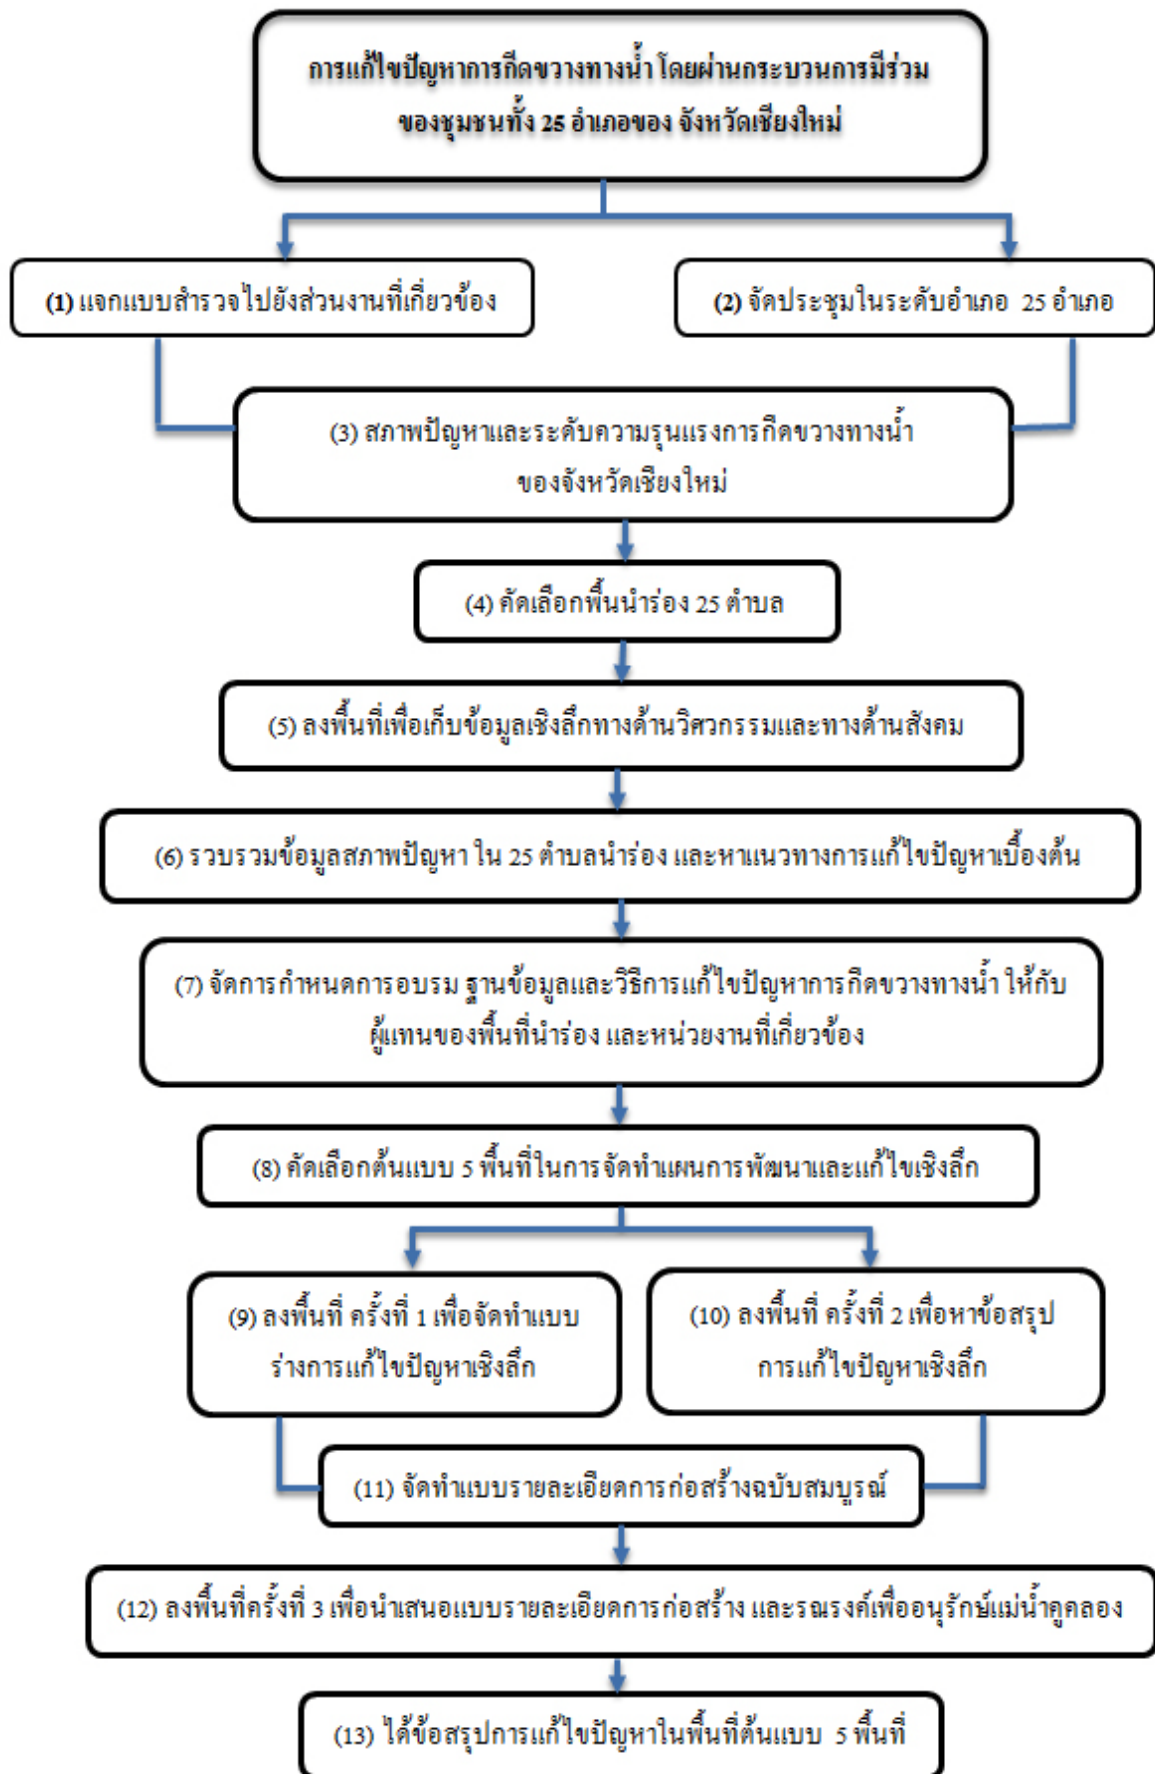 การแก้ไขปัญหาการกีดขวางทางน้ำ โดยผ่านกระบวนการมีร่วม
ของชุมชนทั้ง 25 อำเภอของ จังหวัดเชียงใหม่
(1) แจกแบบสำรวจไปยังส่วนงานที่เกี่ยวข้อง
(2) จัดประชุมในระดับอำเภอ 25 อำเภอ
(3) สภาพปัญหาและระดับความรุนแรงการกีดขวางทางน้ำ
ของจังหวัดเชียงใหม่
(4) คัดเลือกพื้นนำร่อง 25 ตำบล
(5) ลงพื้นที่เพื่อเก็บข้อมูลเชิงลึกทางด้านวิศวกรรมและทางด้านสังคม
(6) รวบรวมข้อมูลสภาพปัญหา ใน 25 ตำบลนำร่อง และหาแนวทางการแก้ไขปัญหาเบื้องต้น
(7) จัดการกำหนดการอบรม ฐานข้อมูลและวิธีการแก้ไขปัญหาการกีดขวางทางน้ำ ให้กับ
ผู้แทนของพื้นที่นำร่อง และหน่วยงานที่เกี่ยวข้อง
(8) คัดเลือกต้นแบบ 5 พื้นที่ในการจัดทำแผนการพัฒนาและแก้ไขเชิงลึก
(9) ลงพื้นที่ ครั้งที่ 1 เพื่อจัดทำแบบ
ร่างการแก้ไขปัญหาเชิงลึก
(10) ลงพื้นที่ ครั้งที่ 2 เพื่อหาข้อสรุป
การแก้ไขปัญหาเชิงลึก
(11) จัดทำแบบรายละเอียดการก่อสร้างฉบับสมบูรณ์
(12) ลงพื้นที่ครั้งที่ 3 เพื่อนำเสนอแบบรายละเอียดการก่อสร้าง และรณรงค์เพื่ออนุรักษ์แม่น้ำคูคลอง
(13) ได้ข้อสรุปการแก้ไขปัญหาในพื้นที่ต้นแบบ 5 พื้นที่